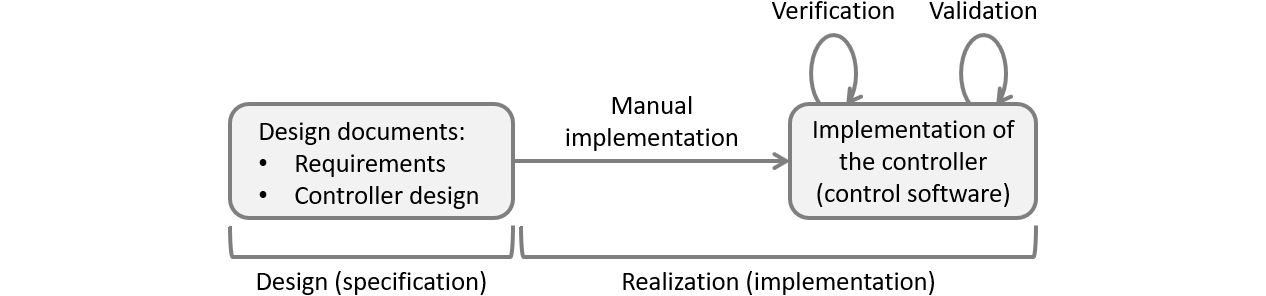 Verification
Validation
Design documents:
• Requirements
• Controller design
Manual
implementation
Implementation of
the controller
(control software)
Design (specification)
Realization (implementation)